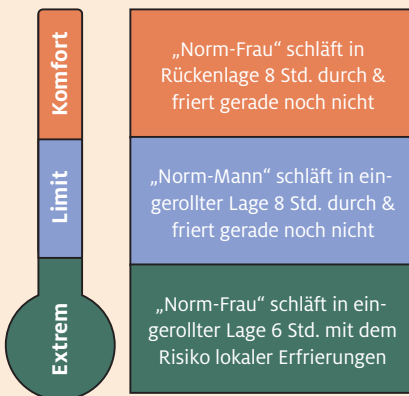 Komfort
„Norm-Frau“ schläft in
Rückenlage 8 Std. durch &
friert gerade noch nicht
Limit
„Norm-Mann“ schläft in ein-
gerollter Lage 8 Std. durch &
friert gerade noch nicht
Extrem
„Norm-Frau“ schläft in ein-
gerollter Lage 6 Std. mit dem
Risiko lokaler Erfrierungen